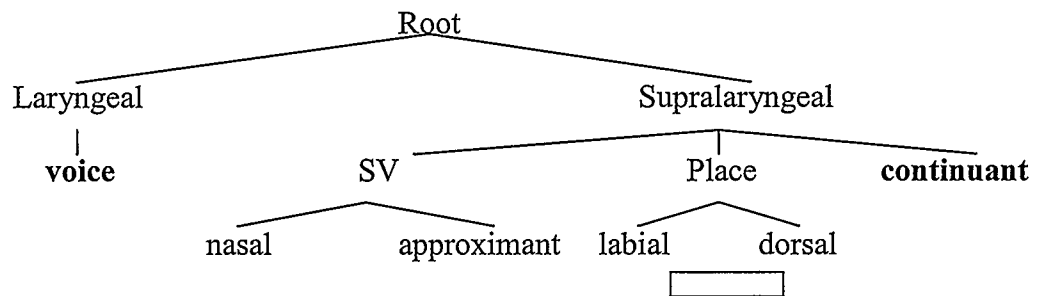 Root
Laryngeal Supralaryngeal
voice SV Place continuant
nasal approximant labial dorsal